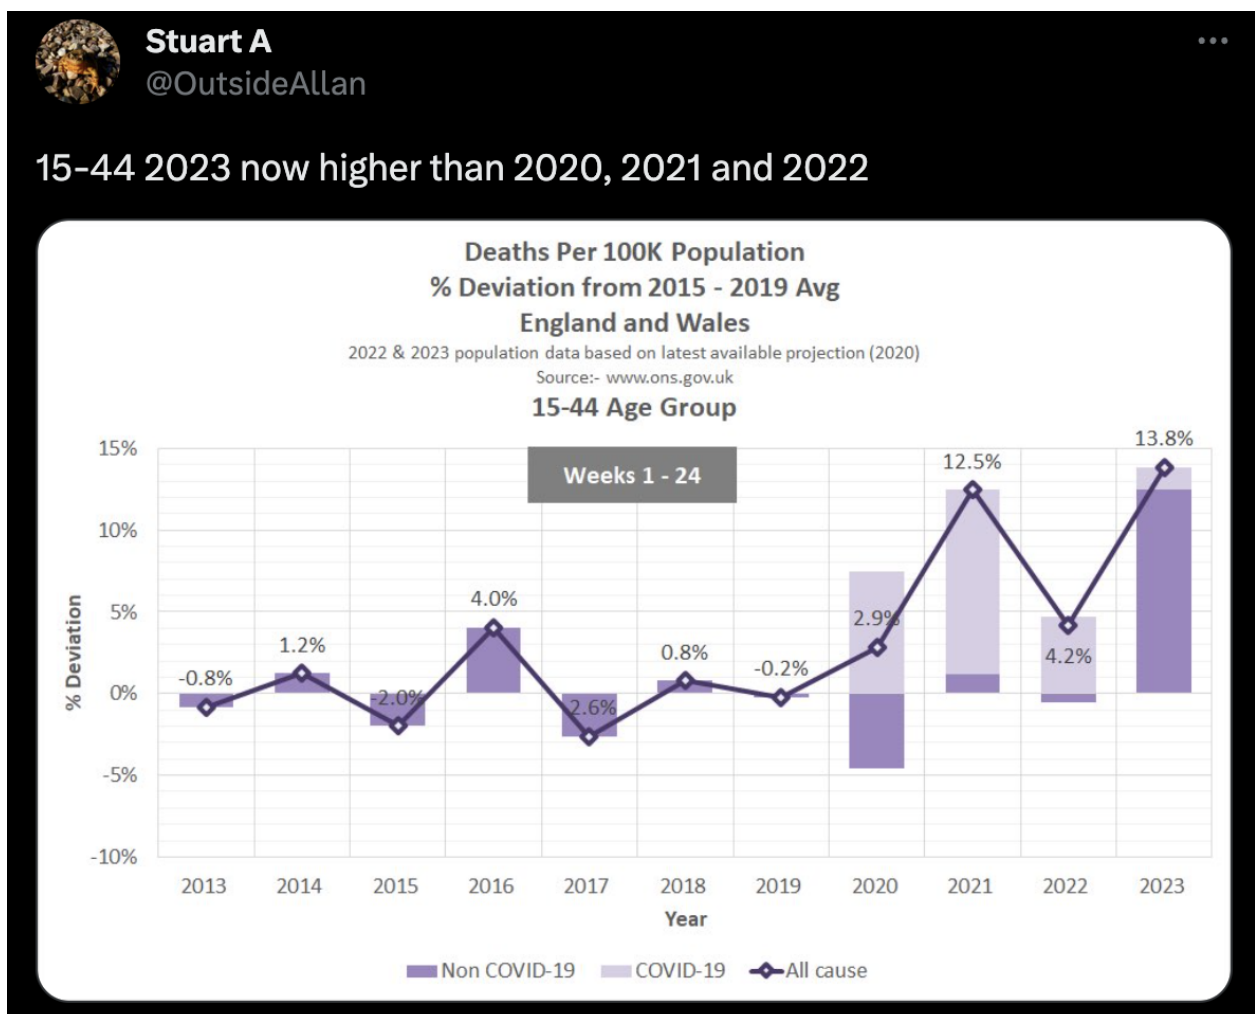 Stuart A
@OutsideAllan
15-44 2023 now higher than 2020, 2021 and 2022
Deaths Per 100K Population
% Deviation from 2015 - 2019 Avg
England and Wales
2022 & 2023 population data based on latest available projection (2020)
Source:- www.ons.gov.uk
15-44 Age Group
Weeks 1 - 24
% Deviation
15%
10%
5%
0%
-5%
-10%
-0.8%
1.2%
-2.0%
4.0%
2.6%
0.8%
-0.2%
2.9%
12.5%
4.2%
13.8%
2013 2014 2015 2016 2017 2018 2019 2020 2021 2022 2023
Year
Non COVID-19 COVID-19 All cause